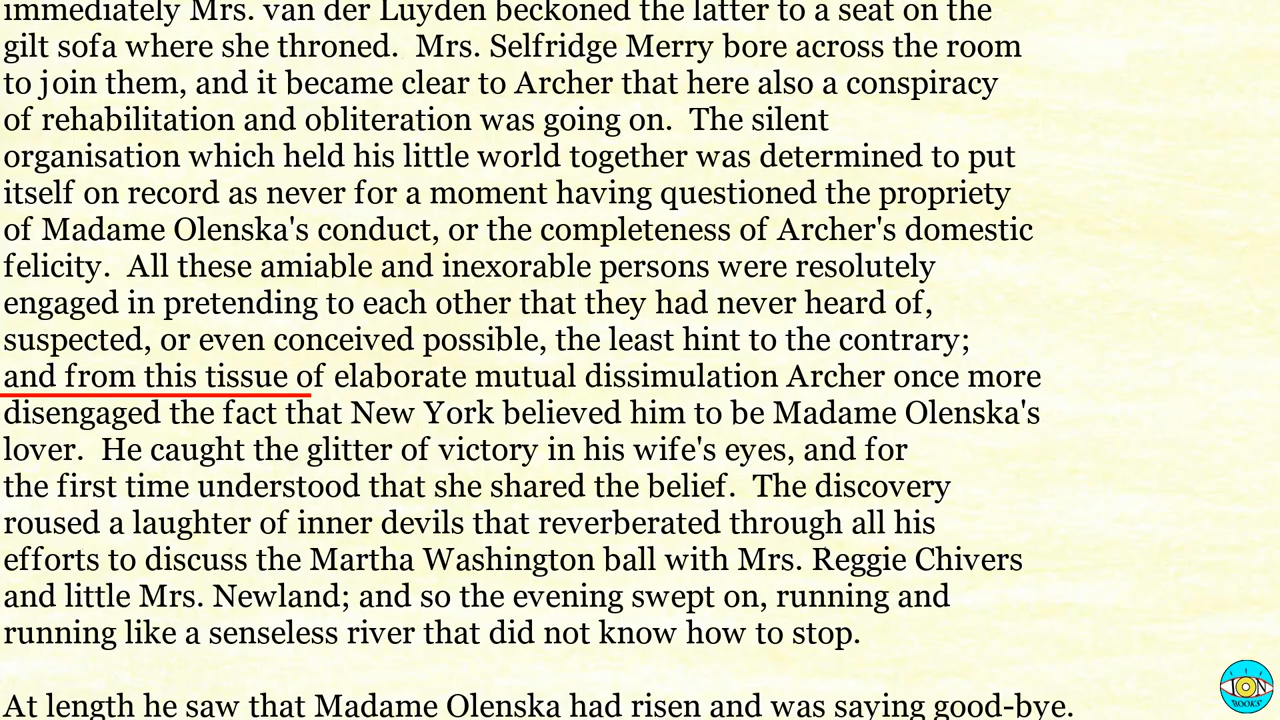 immediately Mrs. van der Luyden beckoned the latter to a seat on the
gilt sofa where she throned.  Mrs. Selfridge Merry bore across the room
to join them, and it became clear to Archer that here also a conspiracy
of rehabilitation and obliteration was going on.  The silent
organisation which held his little world together was determined to put
itself on record as never for a moment having questioned the propriety
of Madame Olenska's conduct, or the completeness of Archer's domestic
felicity.  All these amiable and inexorable persons were resolutely
engaged in pretending to each other that they had never heard of,
suspected, or even conceived possible, the least hint to the contrary;
and from this tissue of elaborate mutual dissimulation Archer once more
disengaged the fact that New York believed him to be Madame Olenska's
lover.  He caught the glitter of victory in his wife's eyes, and for
the first time understood that she shared the belief.  The discovery
roused a laughter of inner devils that reverberated through all his
efforts to discuss the Martha Washington ball with Mrs. Reggie Chivers
and little Mrs. Newland; and so the evening swept on, running and
running like a senseless river that did not know how to stop.
At length he saw that Madame Olenska had risen and was saying good-bye.
ION
BOOKS